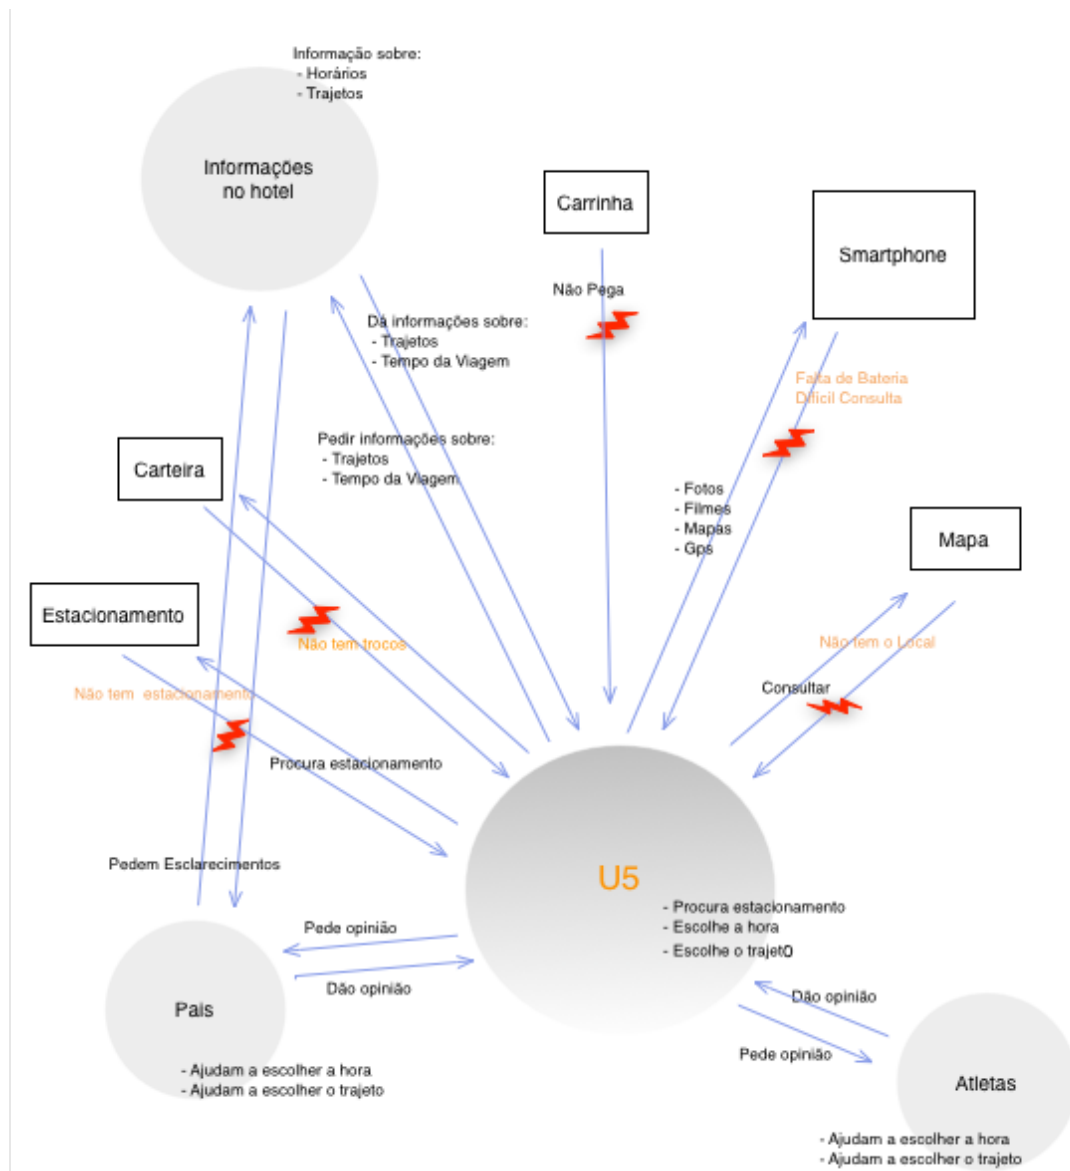 Informação sobre:
- Horários
- Trajetos
Informações
no hotel
Carrinha
Smartphone
Não Pega
Dá informações sobre:
- Trajetos
- Tempo da Viagem
Falta de Bateria
Difícil Consulta
Pedir informações sobre:
- Trajetos
- Tempo da Viagem
Carteira
- Fotos
- Filmes
- Mapas
- Gps
Mapa
Estacionamento
Não tem trocos
Não tem o Local
Não tem estacionamento
Consultar
Procura estacionamento
Pedem Esclarecimentos
U5
- Procura estacionamento
- Escolhe a hora
- Escolhe o trajeto
Pede opinião
Dão opinião
Pais
- Ajudam a escolher a hora
- Ajudam a escolher o trajeto
Dão opinião
Pede opinião
Atletas
- Ajudam a escolher a hora
- Ajudam a escolher o trajeto